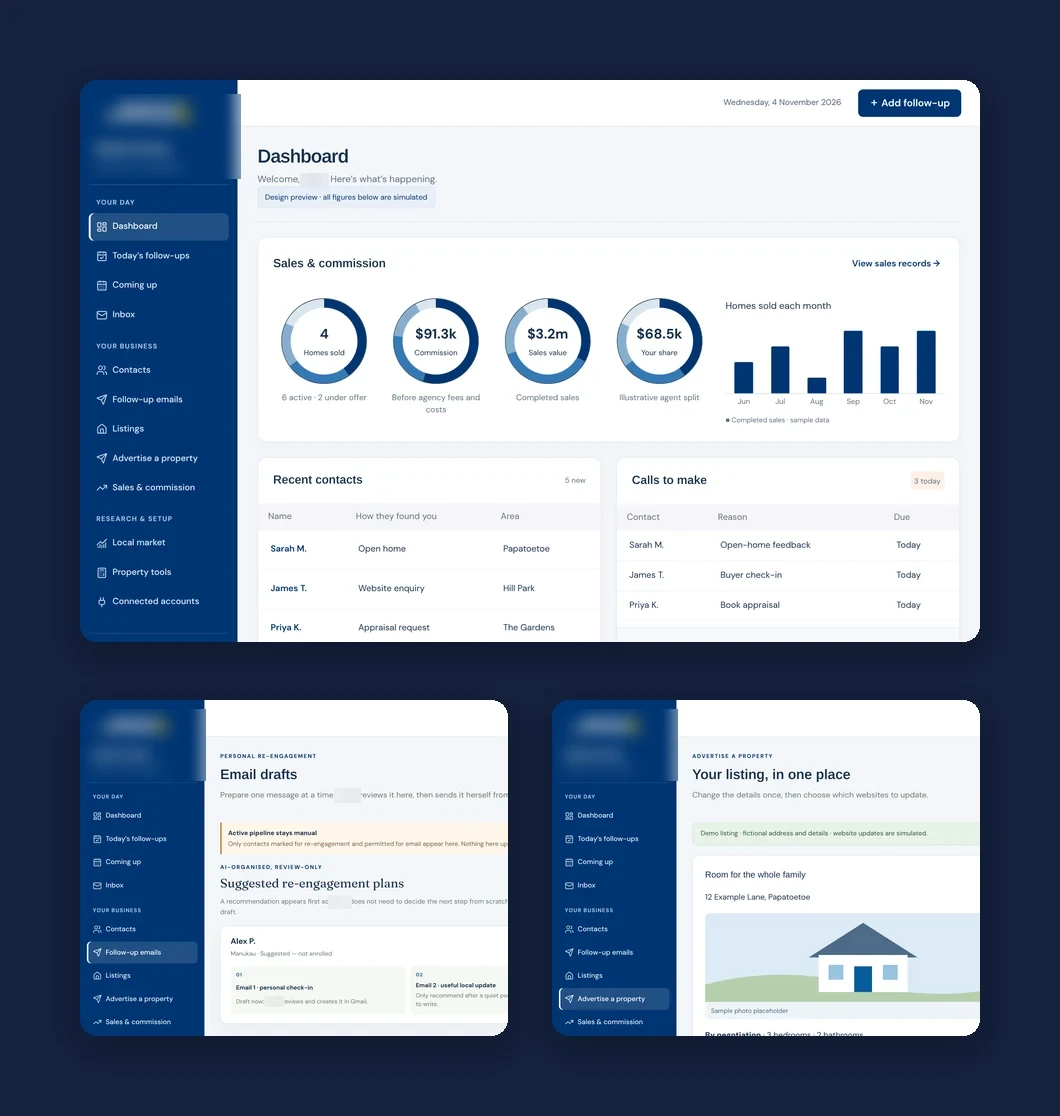 Wednesday, 4 November 2026
+ Add follow-up
YOUR DAY
Dashboard
Today's follow-ups
Coming up
Inbox
YOUR BUSINESS
Contacts
Follow-up emails
Listings
Advertise a property
Sales & commission
RESEARCH & SETUP
Local market
Property tools
Connected accounts
Dashboard
Welcome, Here's what's happening.
Design preview · all figures below are simulated
Sales & commission
View sales records →
4
Homes sold
6 active · 2 under offer
$91.3k
Commission
Before agency fees and
costs
$3.2m
Sales value
Completed sales
$68.5k
Your share
Illustrative agent split
Homes sold each month
Jun Jul Aug Sep Oct Nov
Completed sales · sample data
Recent contacts
5 new
Name How they found you Area
Sarah M. Open home Papatoetoe
James T. Website enquiry Hill Park
Priya K. Appraisal request The Gardens
Calls to make
3 today
Contact Reason Due
Sarah M. Open-home feedback Today
James T. Buyer check-in Today
Priya K. Book appraisal Today
YOUR DAY
Dashboard
Today's follow-ups
Coming up
Inbox
YOUR BUSINESS
Contacts
Follow-up emails
Listings
Advertise a property
Sales & commission
PERSONAL RE-ENGAGEMENT
Email drafts
Prepare one message at a time. reviews it here, then sends it herself from
Active pipeline stays manual
Only contacts marked for re-engagement and permitted for email appear here. Nothing here up
AI-ORGANISED, REVIEW-ONLY
Suggested re-engagement plans
A recommendation appears first so does not need to decide the next step from scratch
draft.
Alex P.
Manukau · Suggested — not enrolled
01
Email 1 · personal check-in
Draft now: reviews and creates it in Gmail.
02
Email 2 · useful local update
Only recommend after a quiet pe
to write.
YOUR DAY
Dashboard
Today's follow-ups
Coming up
Inbox
YOUR BUSINESS
Contacts
Follow-up emails
Listings
Advertise a property
Sales & commission
ADVERTISE A PROPERTY
Your listing, in one place
Change the details once, then choose which websites to update.
Demo listing · fictional address and details · website updates are simulated.
Room for the whole family
12 Example Lane, Papatoetoe
Sample photo placeholder
By negotiation · 3 bedrooms · 2 bathrooms